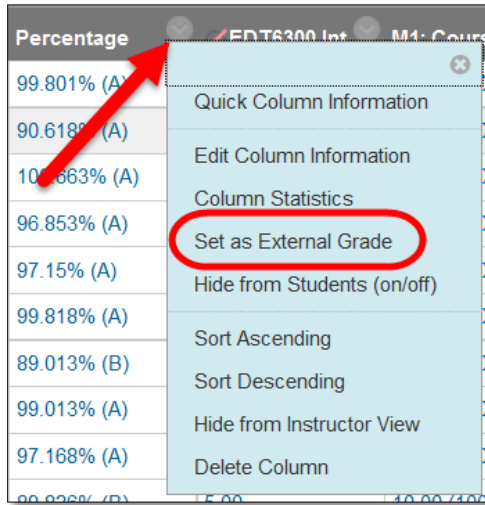 Percentage EDT6300 Int M1: Cours
99.801% (A)
90.618% (A)
96.853% (A)
97.15% (A)
99.818% (A)
89.013% (B)
99.013% (A)
97.168% (A)
5.00
Quick Column Information
Edit Column Information
Column Statistics
Set as External Grade
Hide from Students (on/off)
Sort Ascending
Sort Descending
Hide from Instructor View
Delete Column